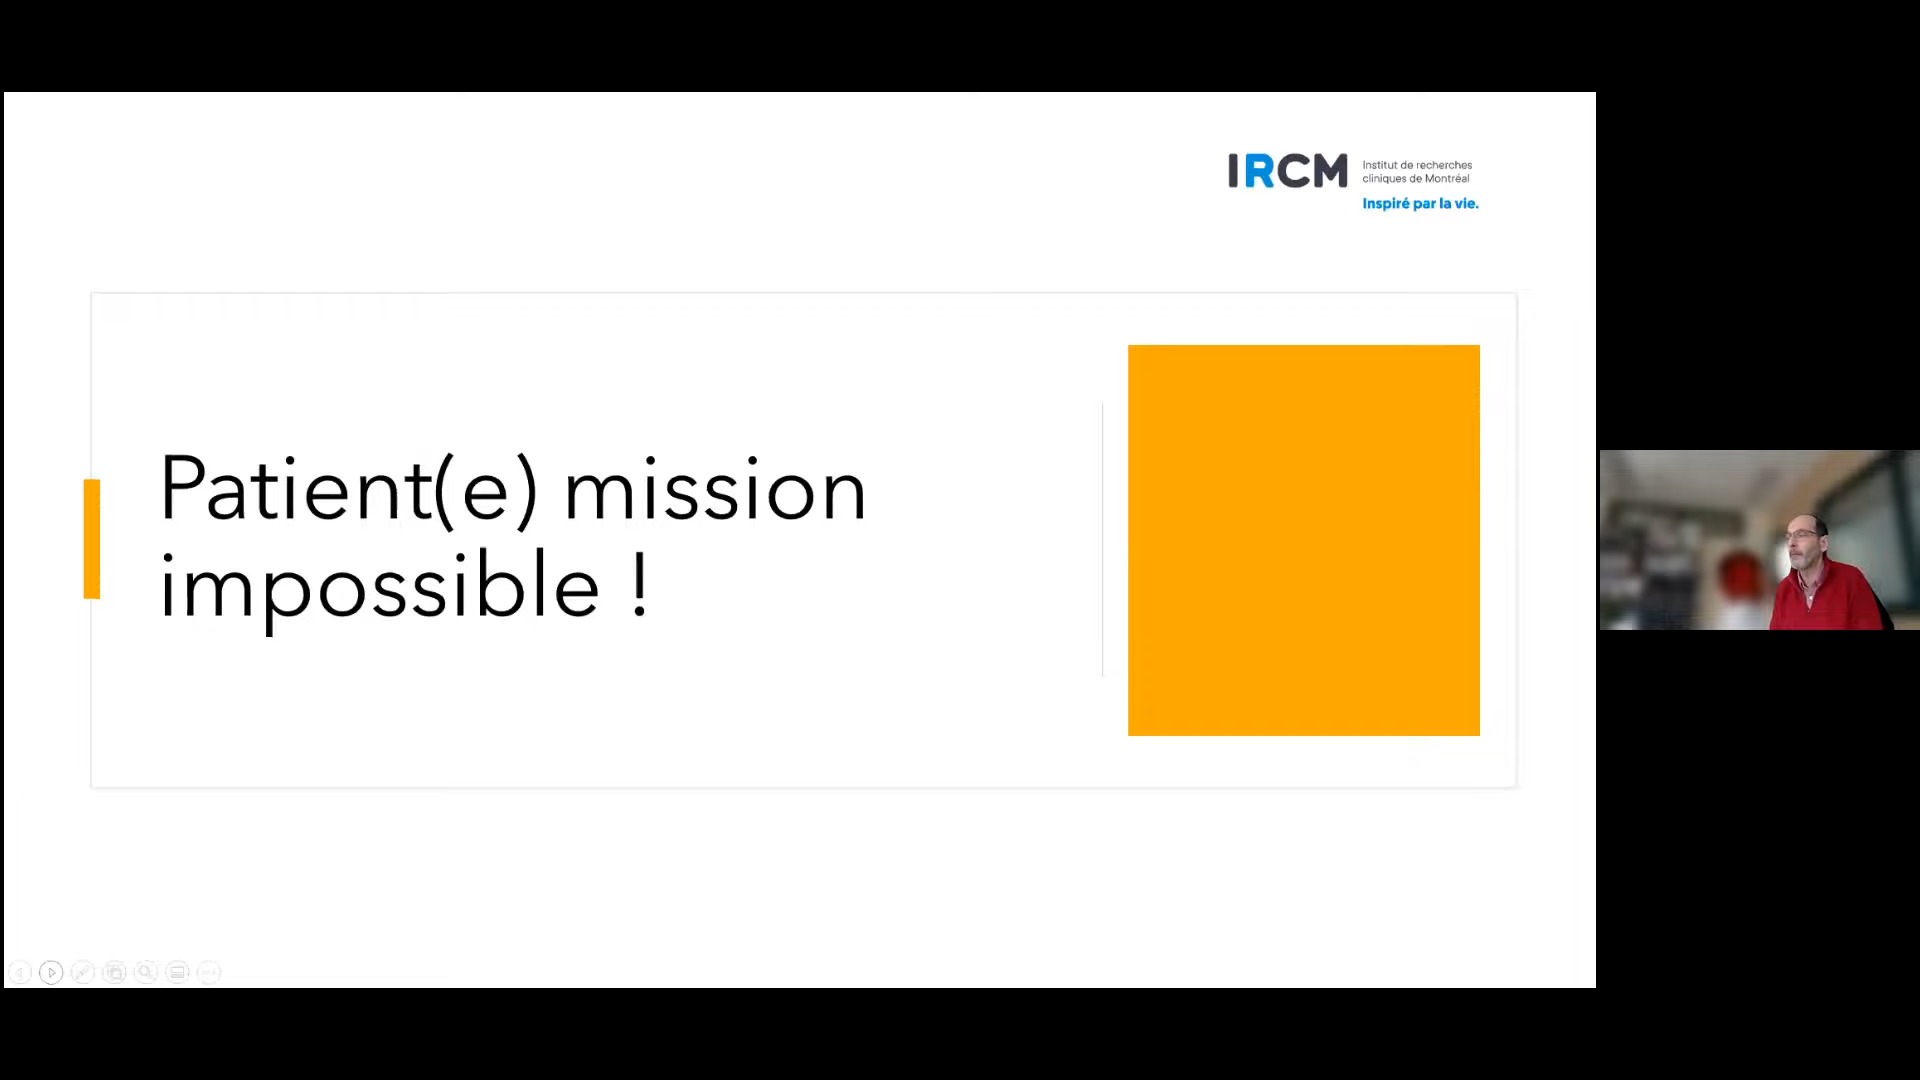 IRCM
Institut de recherches
cliniques de Montréal
Inspiré par la vie.
Patient(e) mission
impossible !